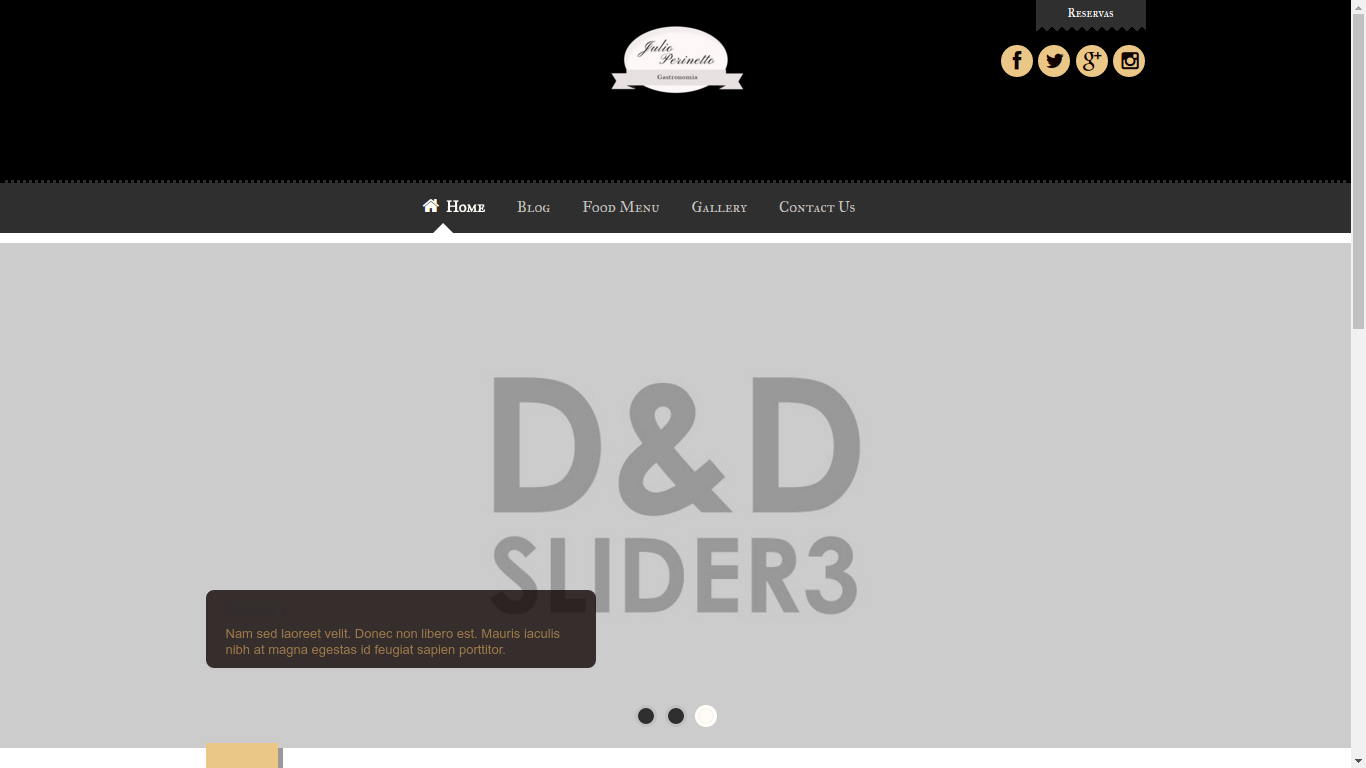 Reservas
Julio
Perinetto
Gastronomia
g+
Home
Blog
Food Menu
Gallery
Contact Us
D&D
SLIDER3
Nam sed laoreet velit. Donec non libero est. Mauris iaculis
nibh at magna egestas id feugiat sapien porttitor.